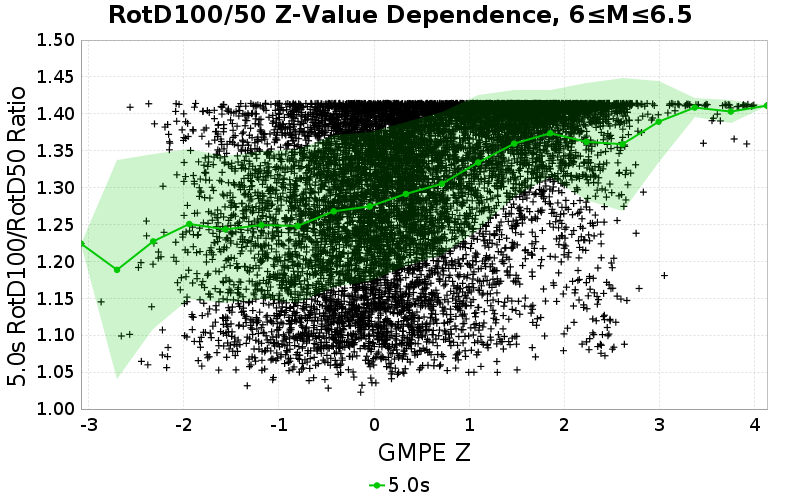 RotD100/50 Z-Value Dependence, 6≤M≤6.5
5.0s RotD100/RotD50 Ratio
1.50
1.45
1.40
1.35
1.30
1.25
1.20
1.15
1.10
1.05
1.00
-3 -2 -1 0 1 2 3 4
GMPE Z
5.0s